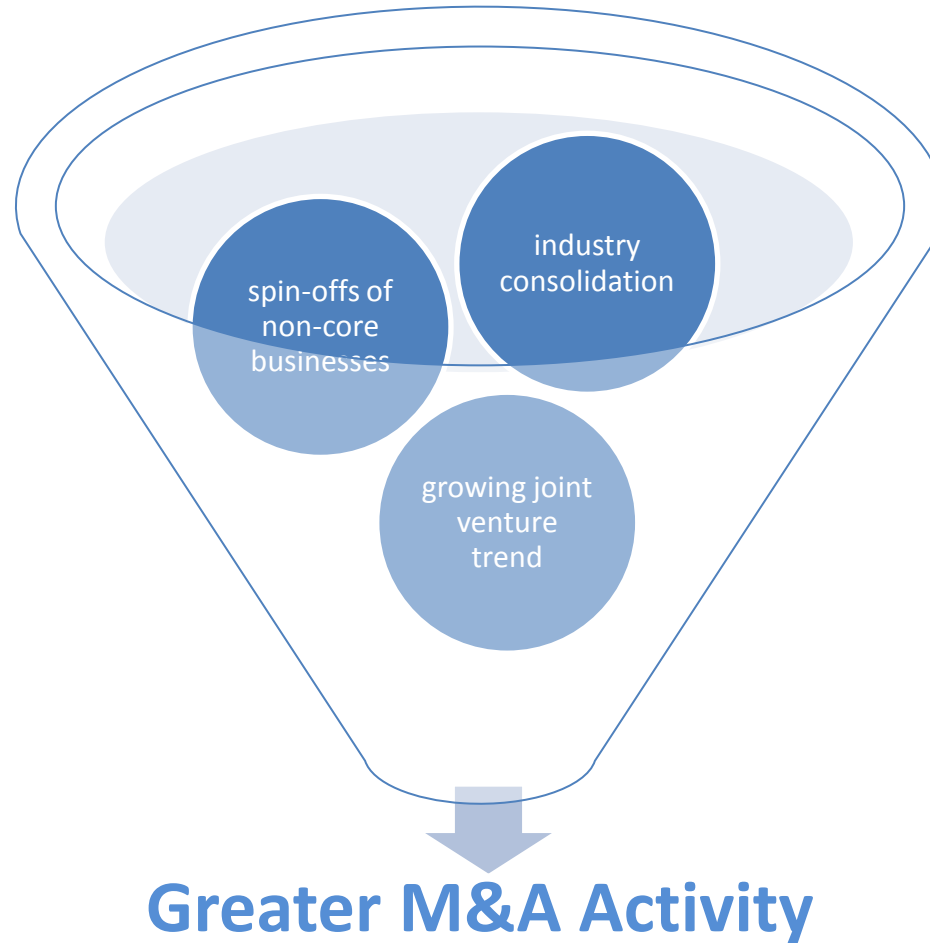 industry
consolidation
spin-offs of
non-core
businesses
growing joint
venture
trend
Greater M&A Activity